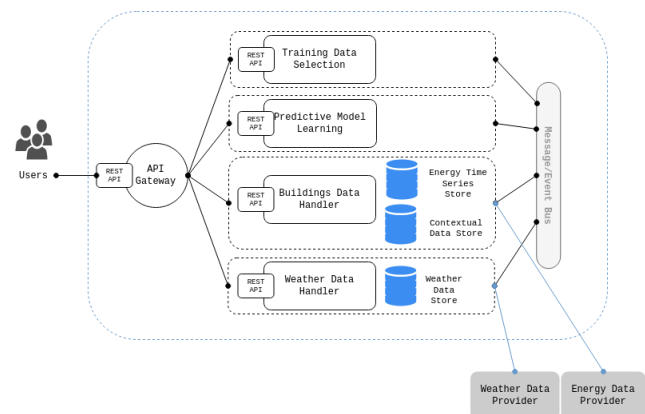 REST
API
Training Data
Selection
REST
API
Predictive Model
Learning
Users
REST
API
API
Gateway
REST
API
Buildings Data
Handler
Energy Time
Series
Store
Contextual
Data Store
REST
API
Weather Data
Handler
Weather
Data
Store
Message/Event Bus
Weather Data
Provider
Energy Data
Provider